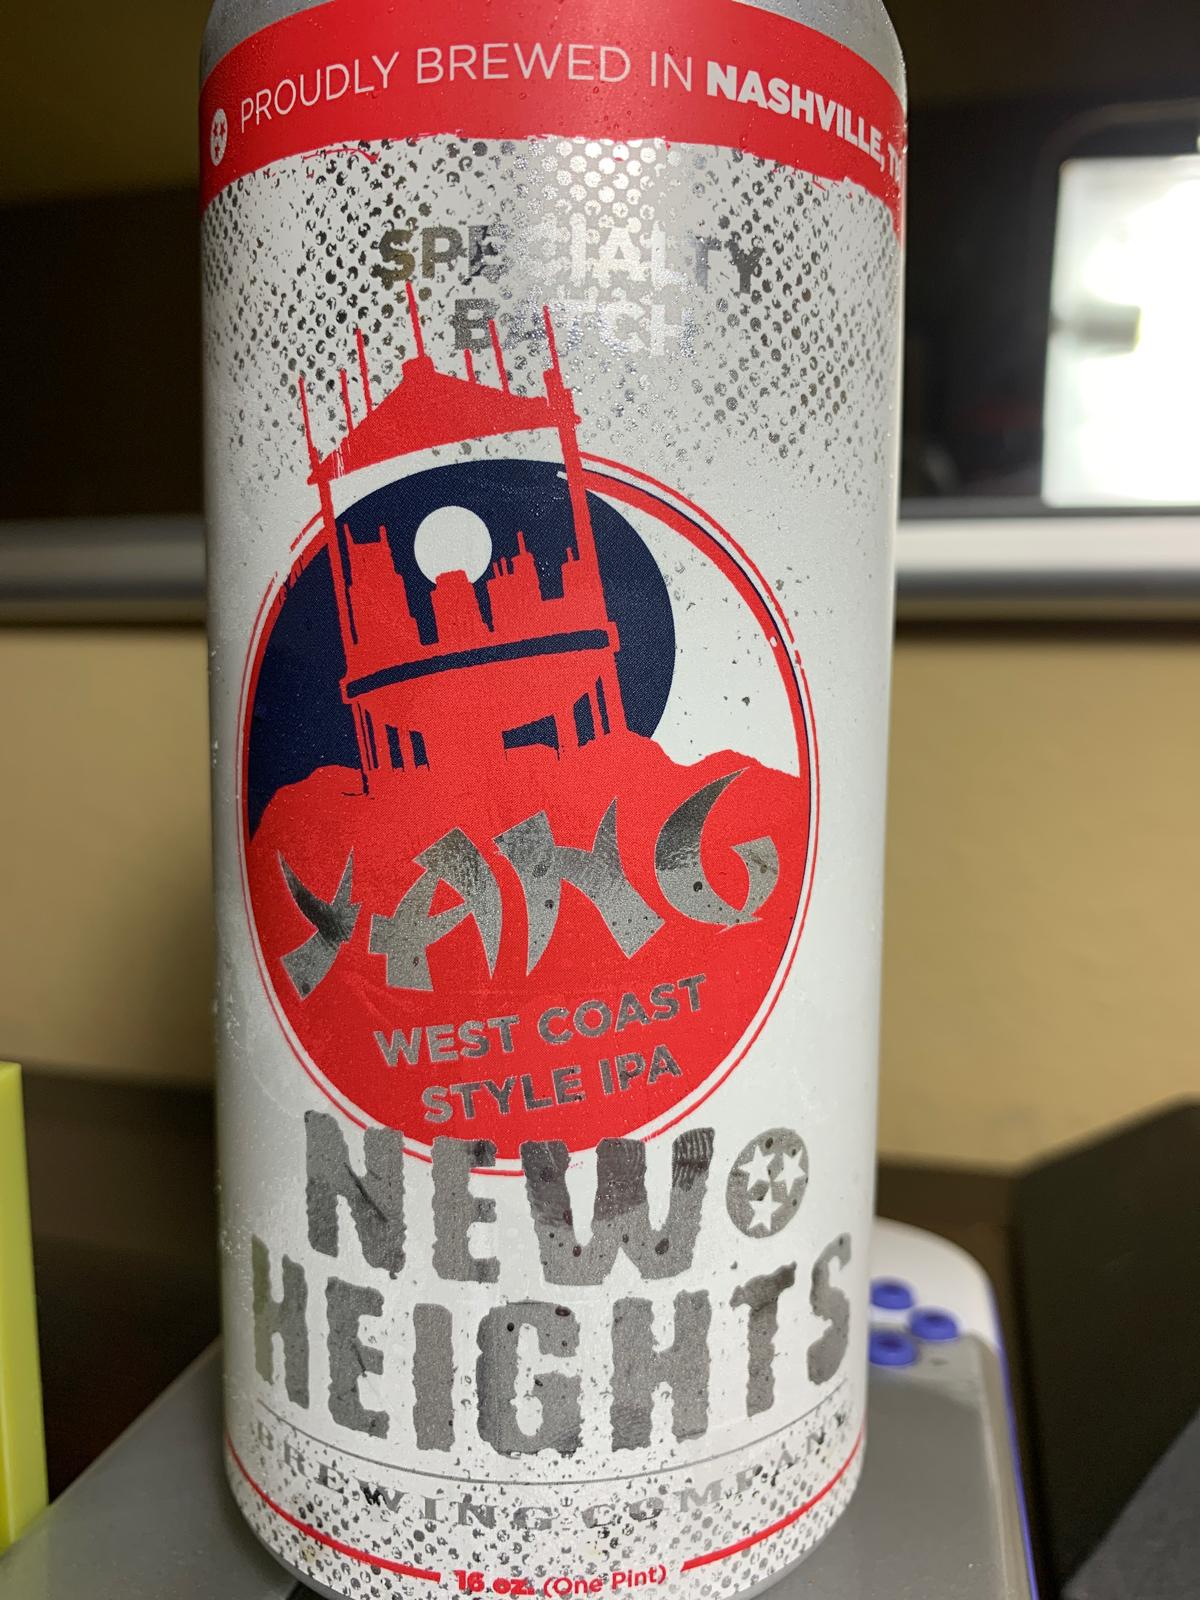 PROUDLY BREWED IN NASHVILLE, TN
SPECIALTY
BATCH
YANG
WEST COAST
STYLE IPA
NEW
HEIGHTS
BREWING COMPANY
16 oz. (One Pint)